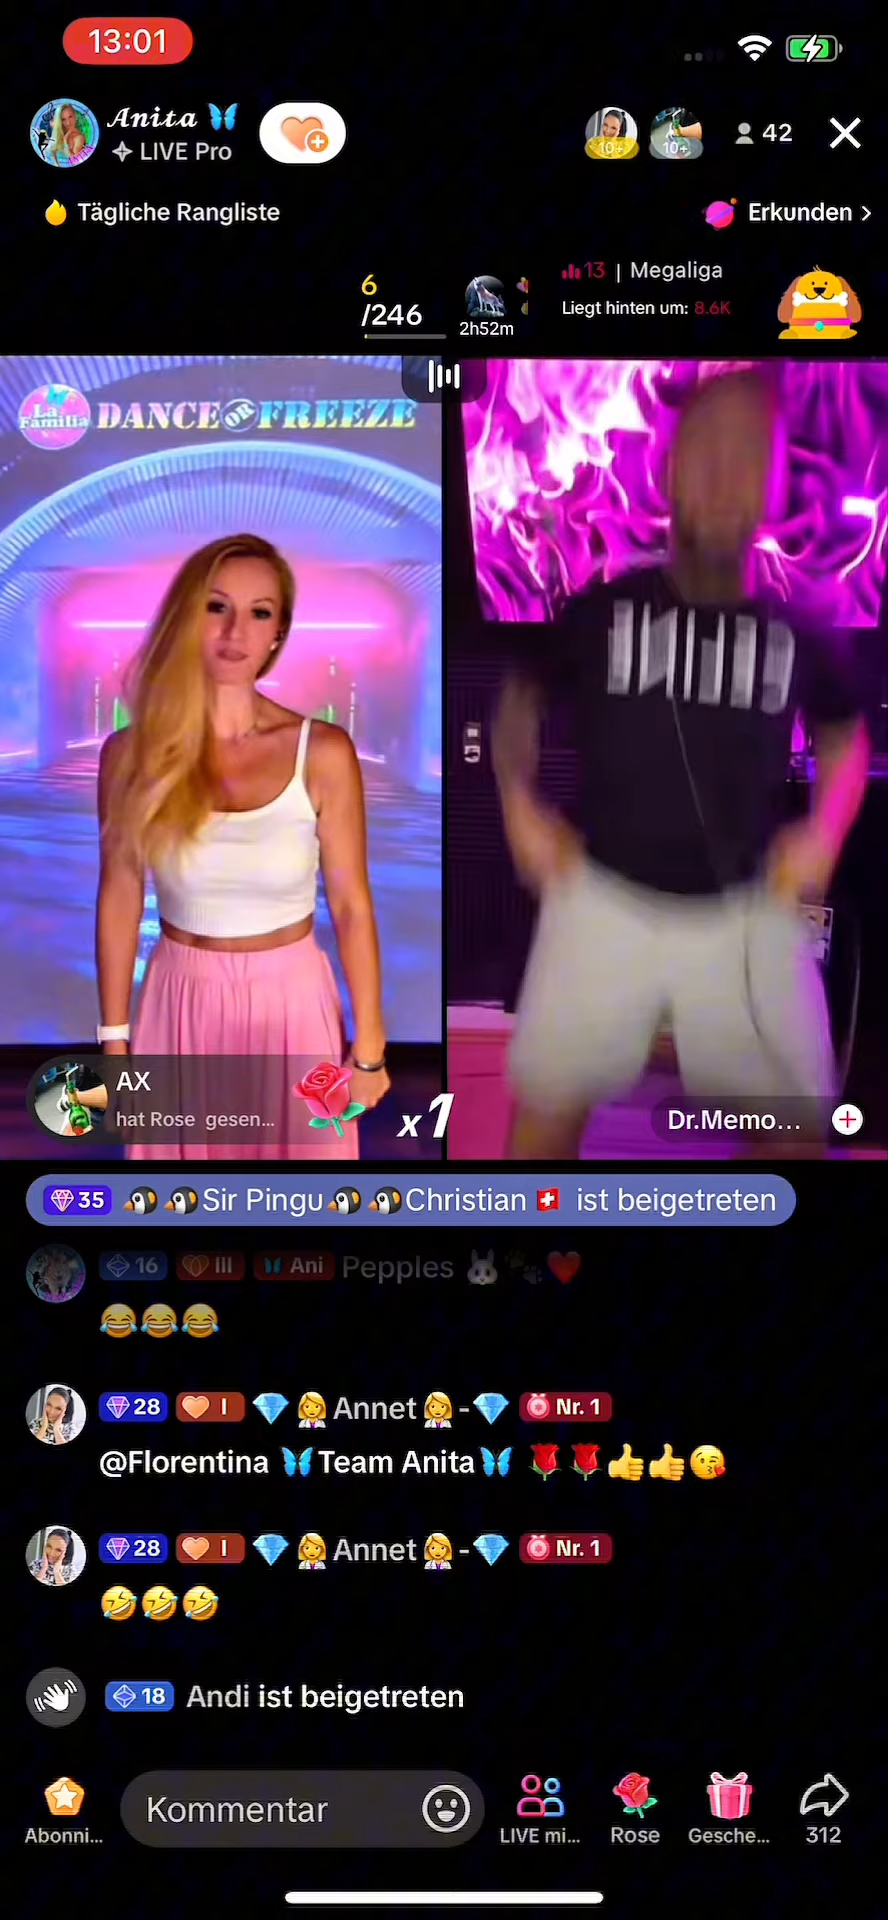 13:01
Anita 🦋
LIVE Pro
10+
10+
42
Tägliche Rangliste
Erkunden >
6
/246
2h52m
13 | Megaliga
Liegt hinten um: 8.6K
La Familia
DANCE OR FREEZE
AX
hat Rose gesen...
x1
Dr.Memo...
35 🐧🐧Sir Pingu🐧🐧Christian🇨🇭 ist beigetreten
16 III Ani Pepples 🐰🐾❤️
😂😂😂
28 I 💎👩‍⚕️Annet👩‍⚕️-💎 Nr. 1
@Florentina 🦋Team Anita🦋 🌹🌹👍👍😘
28 I 💎👩‍⚕️Annet👩‍⚕️-💎 Nr. 1
🤣🤣🤣
18 Andi ist beigetreten
Kommentar
Abonni...
LIVE mi...
Rose
Gesche...
312